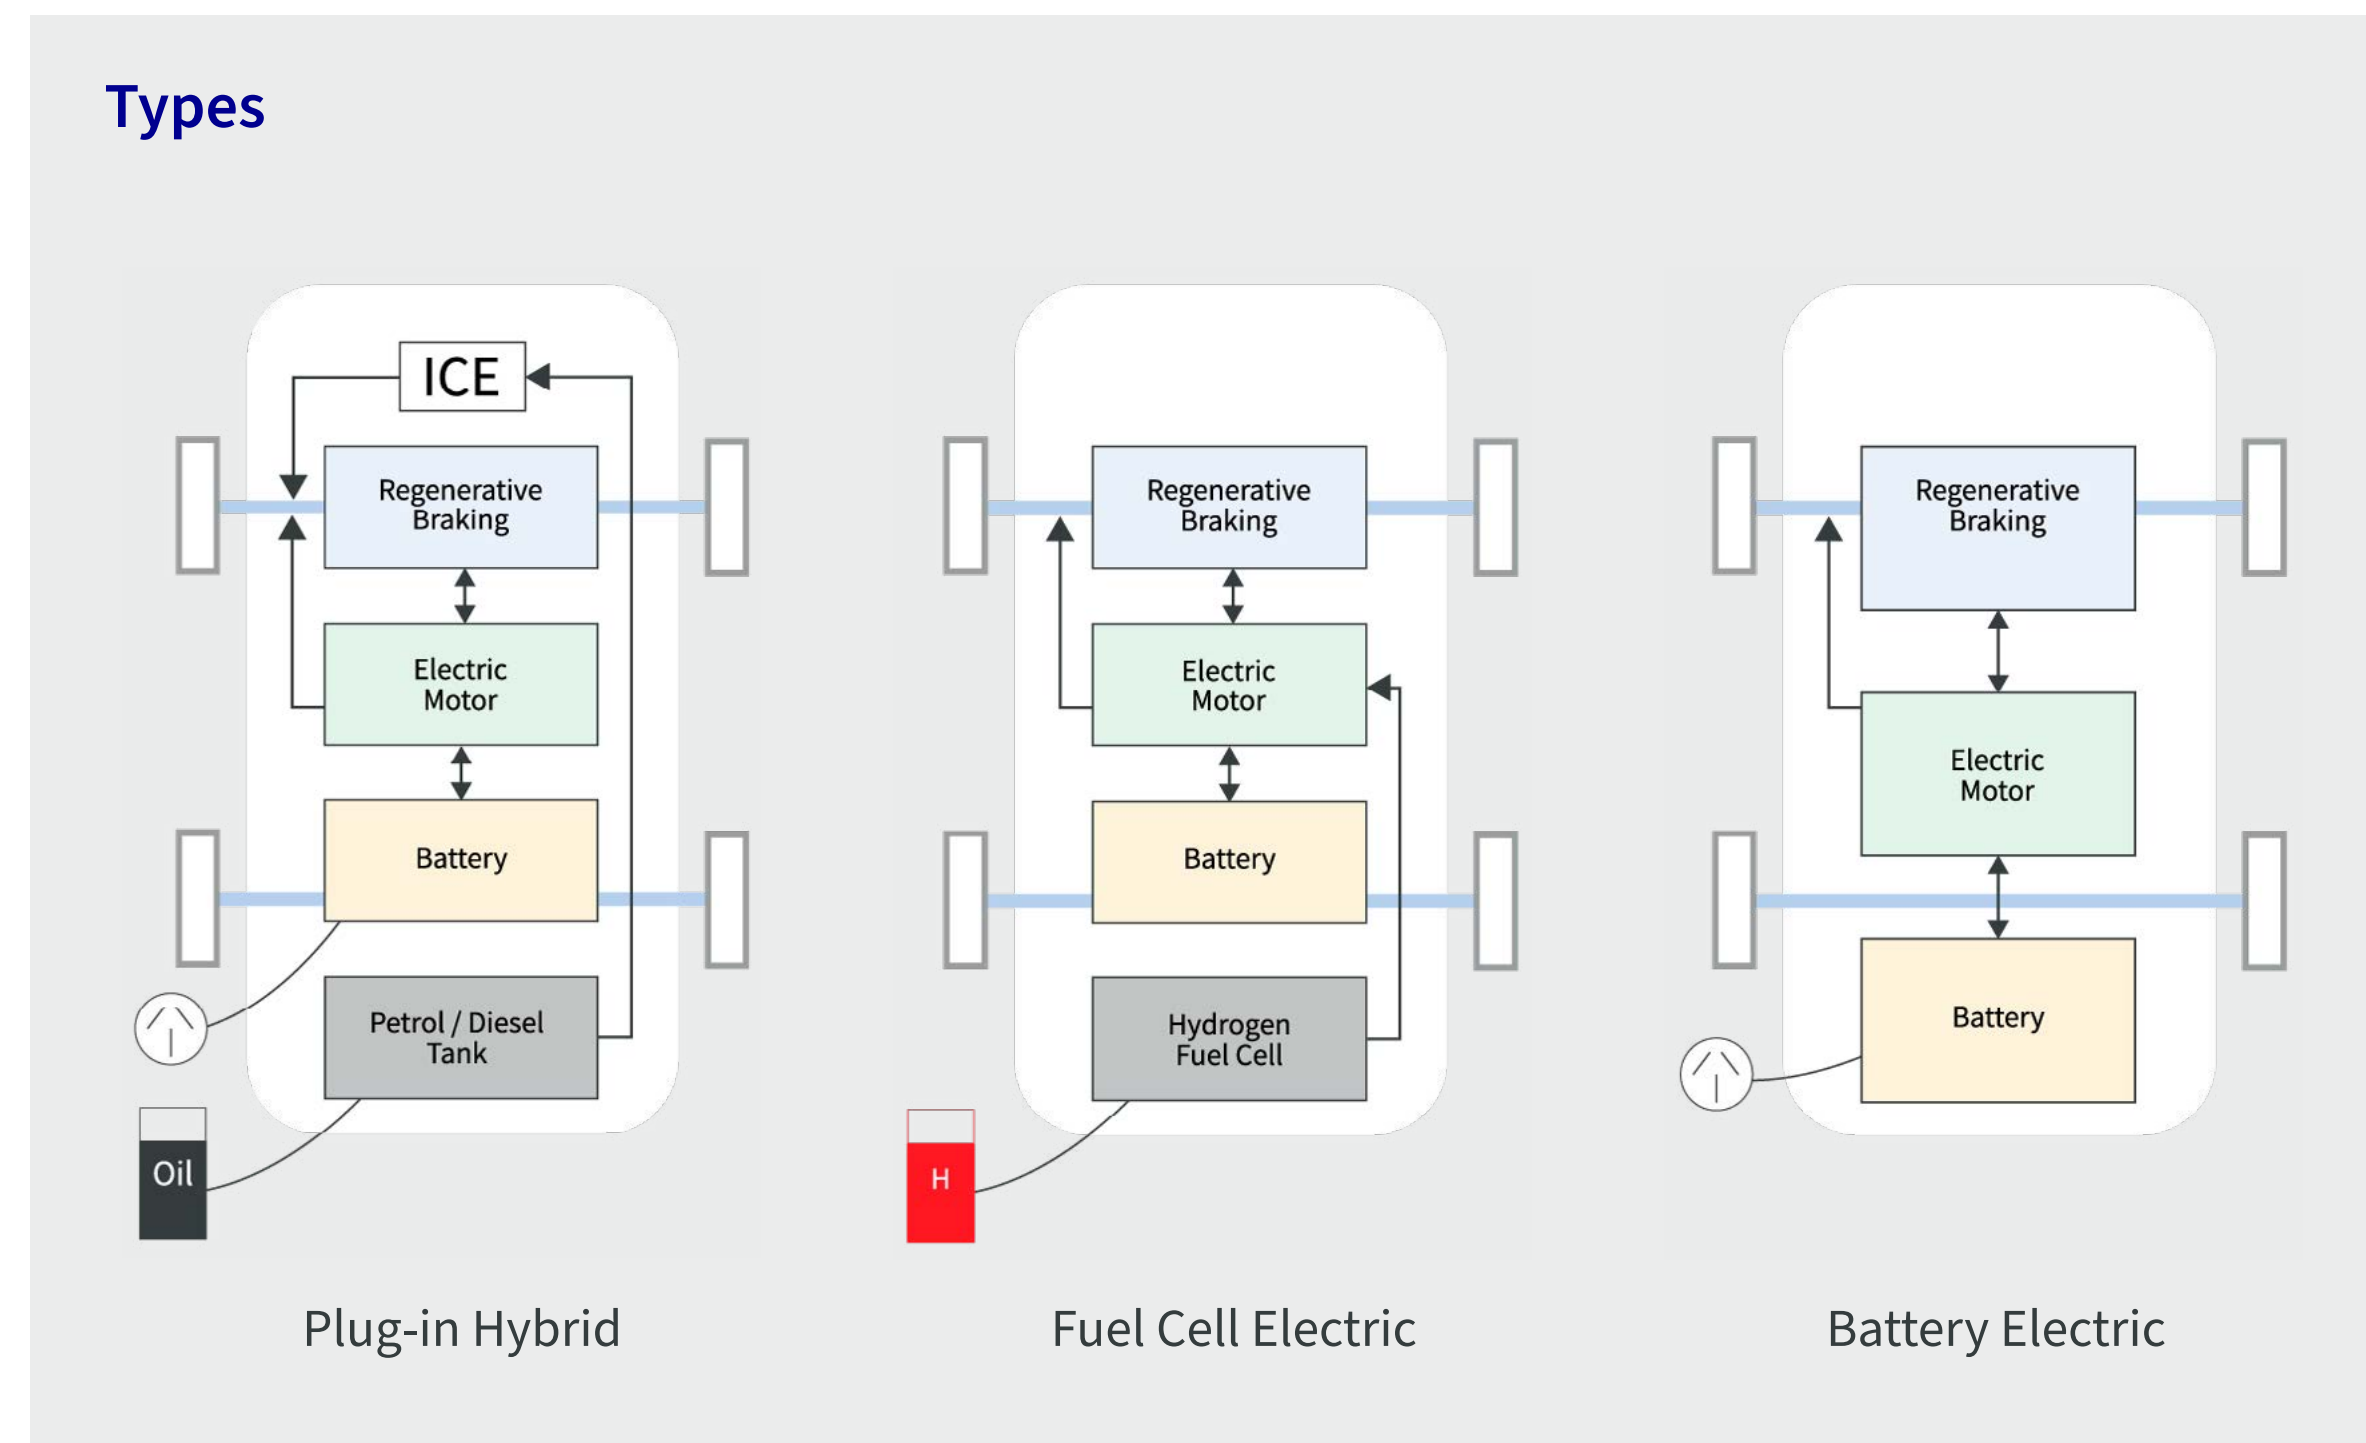 Types
ICE
Regenerative
Braking
Electric
Motor
Battery
Petrol / Diesel
Tank
Oil
Plug-in Hybrid
Regenerative
Braking
Electric
Motor
Battery
Hydrogen
Fuel Cell
H
Fuel Cell Electric
Regenerative
Braking
Electric
Motor
Battery
Battery Electric